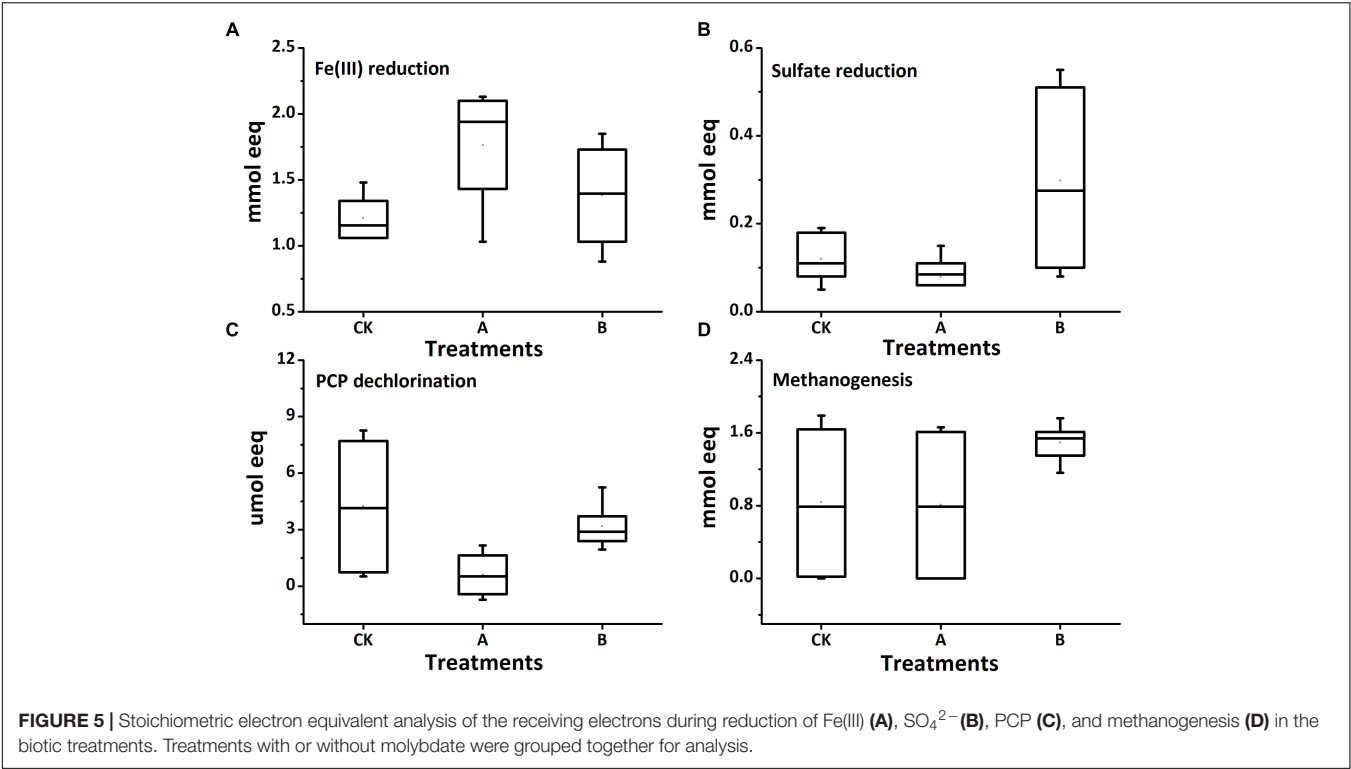 A
Fe(III) reduction
2.5
2.0
1.5
1.0
0.5
mmol eeq
CK A B
Treatments
B
Sulfate reduction
0.6
0.4
0.2
0.0
mmol eeq
CK A B
Treatments
C
PCP dechlorination
12
9
6
3
0
umol eeq
CK A B
Treatments
D
Methanogenesis
2.4
1.6
0.8
0.0
mmol eeq
CK A B
Treatments
FIGURE 5 | Stoichiometric electron equivalent analysis of the receiving electrons during reduction of Fe(III) (A), SO₄²⁻ (B), PCP (C), and methanogenesis (D) in the
biotic treatments. Treatments with or without molybdate were grouped together for analysis.